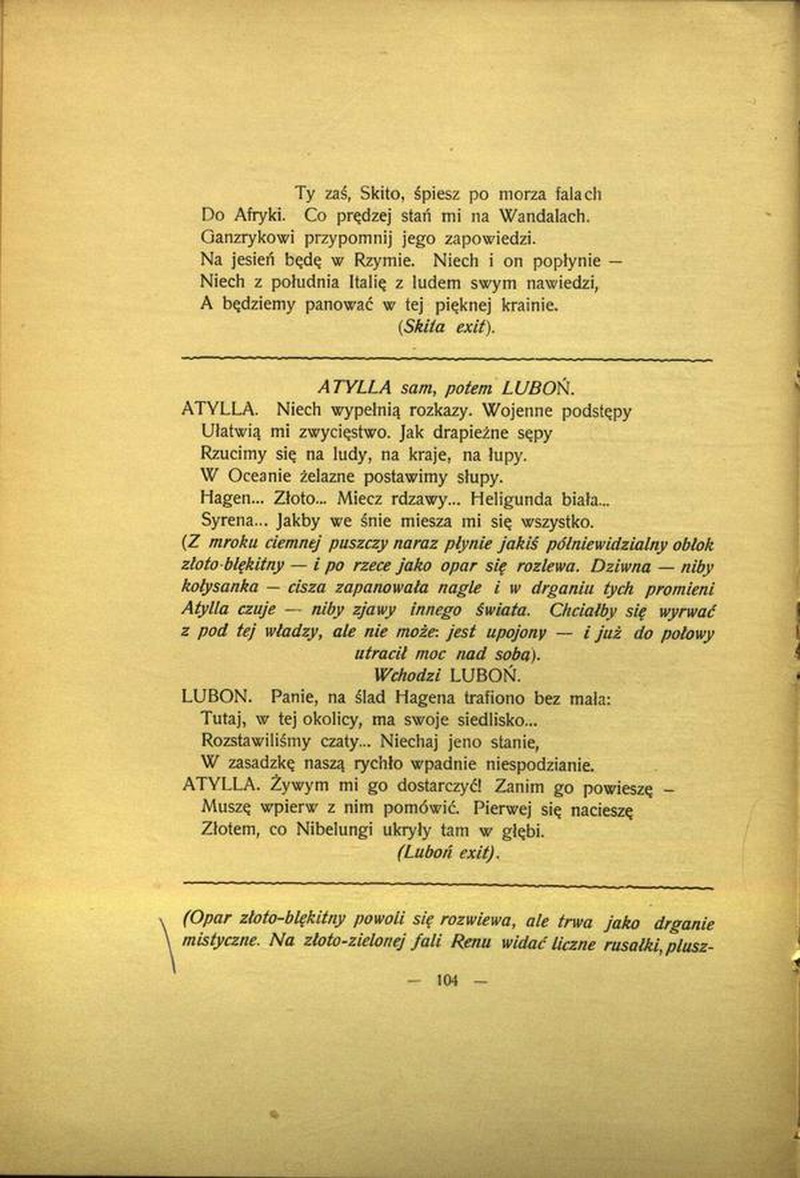 Ty zaś, Skito, śpiesz po morza falach
Do Afryki. Co prędzej stań mi na Wandalach.
Ganzrykowi przypomnij jego zapowiedzi.
Na jesień będę w Rzymie. Niech i on popłynie —
Niech z południa Italię z ludem swym nawiedzi,
A będziemy panować w tej pięknej krainie.
(Skita exit).
ATYLLA sam, potem LUBOŃ.
ATYLLA. Niech wypełnią rozkazy. Wojenne podstępy
Ułatwią mi zwycięstwo. Jak drapieżne sępy
Rzucimy się na ludy, na kraje, na łupy.
W Oceanie żelazne postawimy słupy.
Hagen... Złoto... Miecz rdzawy... Heligunda biała...
Syrena... Jakby we śnie miesza mi się wszystko.
(Z mroku ciemnej puszczy naraz płynie jakiś pólniewidzialny obłok
złoto-błękitny — i po rzece jako opar się rozlewa. Dziwna — niby
kołysanka — cisza zapanowała nagle i w drganiu tych promieni
Atylla czuje — niby zjawy innego świata. Chciałby się wyrwać
z pod tej władzy, ale nie może: jest upojony — i już do połowy
utracił moc nad sobą).
Wchodzi LUBOŃ.
LUBON. Panie, na ślad Hagena trafiono bez mała:
Tutaj, w tej okolicy, ma swoje siedlisko...
Rozstawiliśmy czaty... Niechaj jeno stanie,
W zasadzkę naszą rychło wpadnie niespodzianie.
ATYLLA. Żywym mi go dostarczyć! Zanim go powieszę —
Muszę wpierw z nim pomówić. Pierwej się nacieszę
Złotem, co Nibelungi ukryły tam w głębi.
(Luboń exit).
(Opar złoto-błękitny powoli się rozwiewa, ale trwa jako drganie
mistyczne. Na złoto-zielonej fali Renu widać liczne rusałki, plusz-
— 104 —